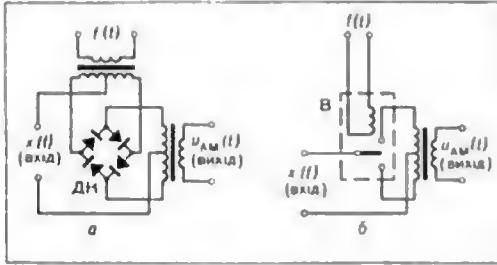 f(t)
x(t)
(вхід)
ДН
u_АМ(t)
(вихід)
а
f(t)
В
x(t)
(вхід)
u_АМ(t)
(вихід)
б